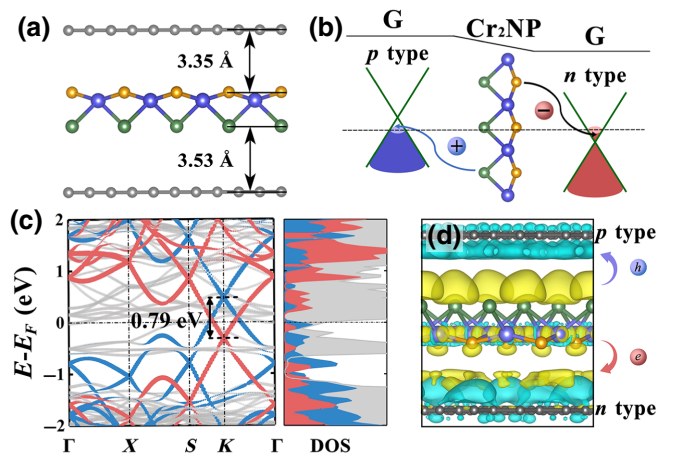 (a)
3.35 Å
3.53 Å
(b)
G
Cr₂NP
G
p type
n type
+
−
(c)
2
1
0
−1
−2
E-E_F (eV)
0.79 eV
Γ
X
S
K
Γ
DOS
(d)
p type
h
e
n type